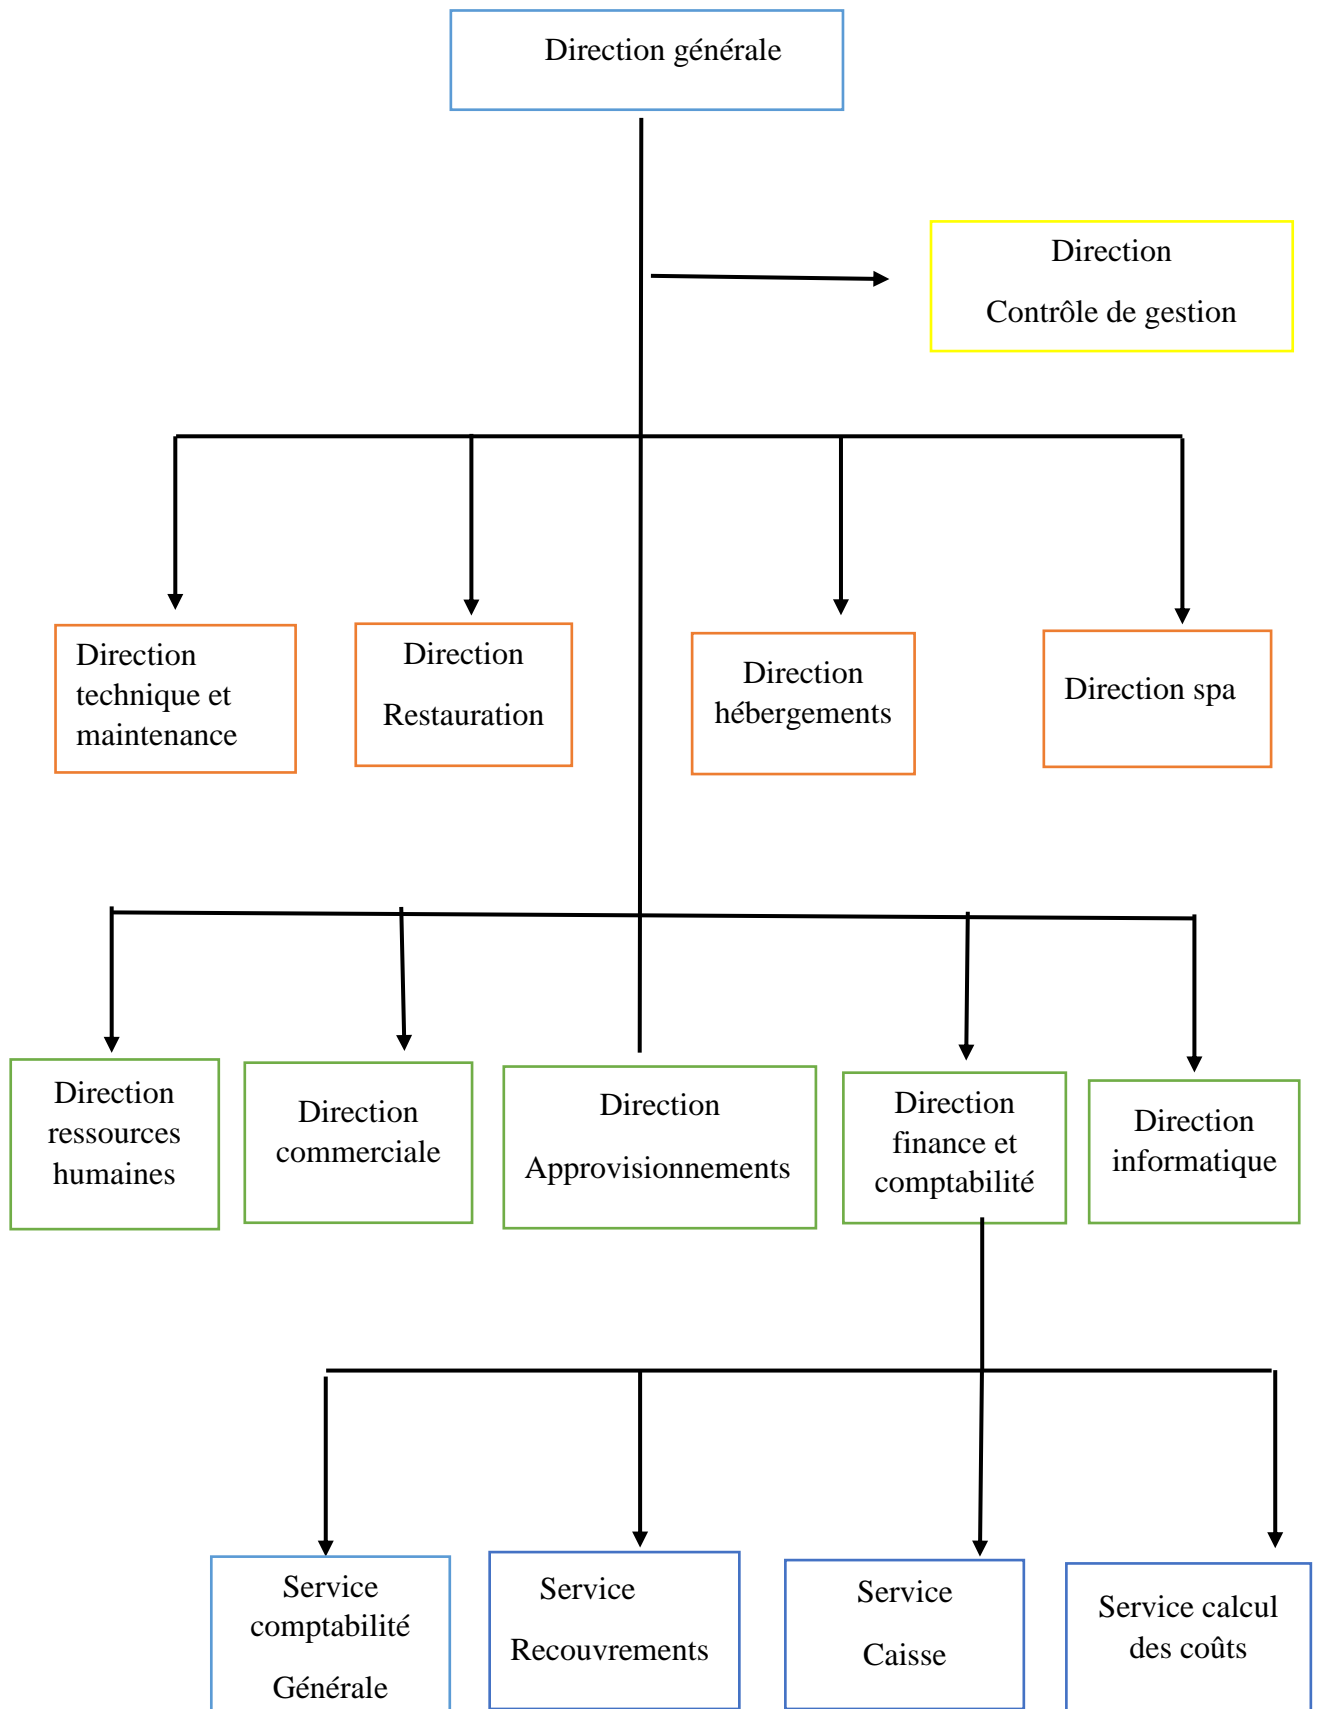 Direction générale
Direction
Contrôle de gestion
Direction
technique et
maintenance
Direction
Restauration
Direction
hébergements
Direction spa
Direction
ressources
humaines
Direction
commerciale
Direction
Approvisionnements
Direction
finance et
comptabilité
Direction
informatique
Service
comptabilité
Générale
Service
Recouvrements
Service
Caisse
Service calcul
des coûts